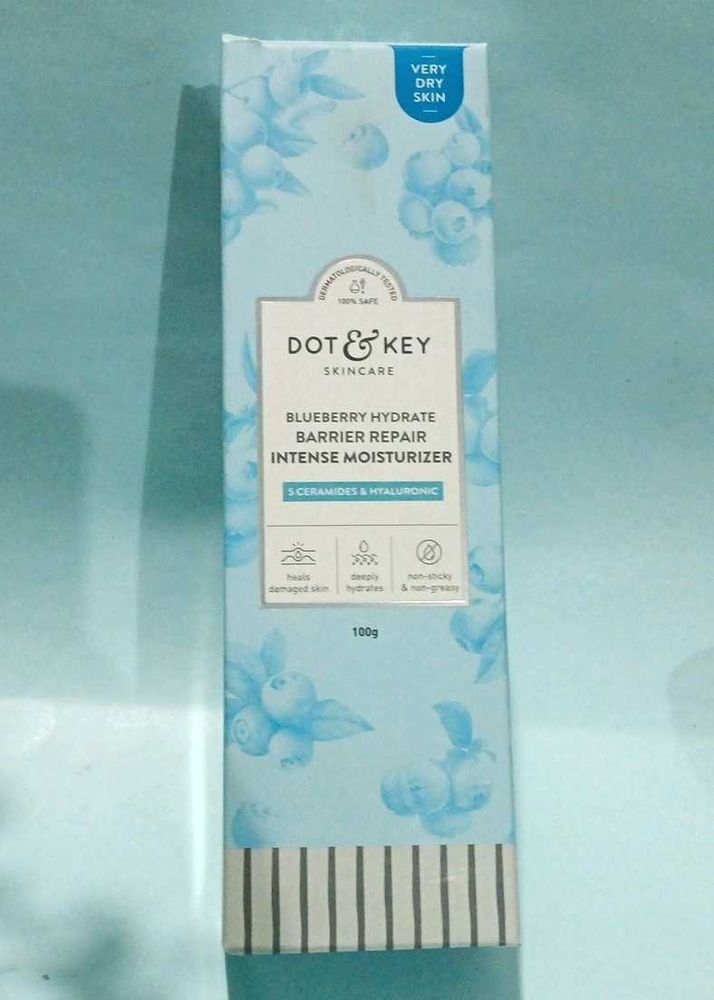 VERY
DRY
SKIN
DERMATOLOGICALLY TESTED
100% SAFE
DOT & KEY
SKINCARE
BLUEBERRY HYDRATE
BARRIER REPAIR
INTENSE MOISTURIZER
5 CERAMIDES & HYALURONIC
heals
damaged skin
deeply
hydrates
non-sticky
& non-greasy
100g